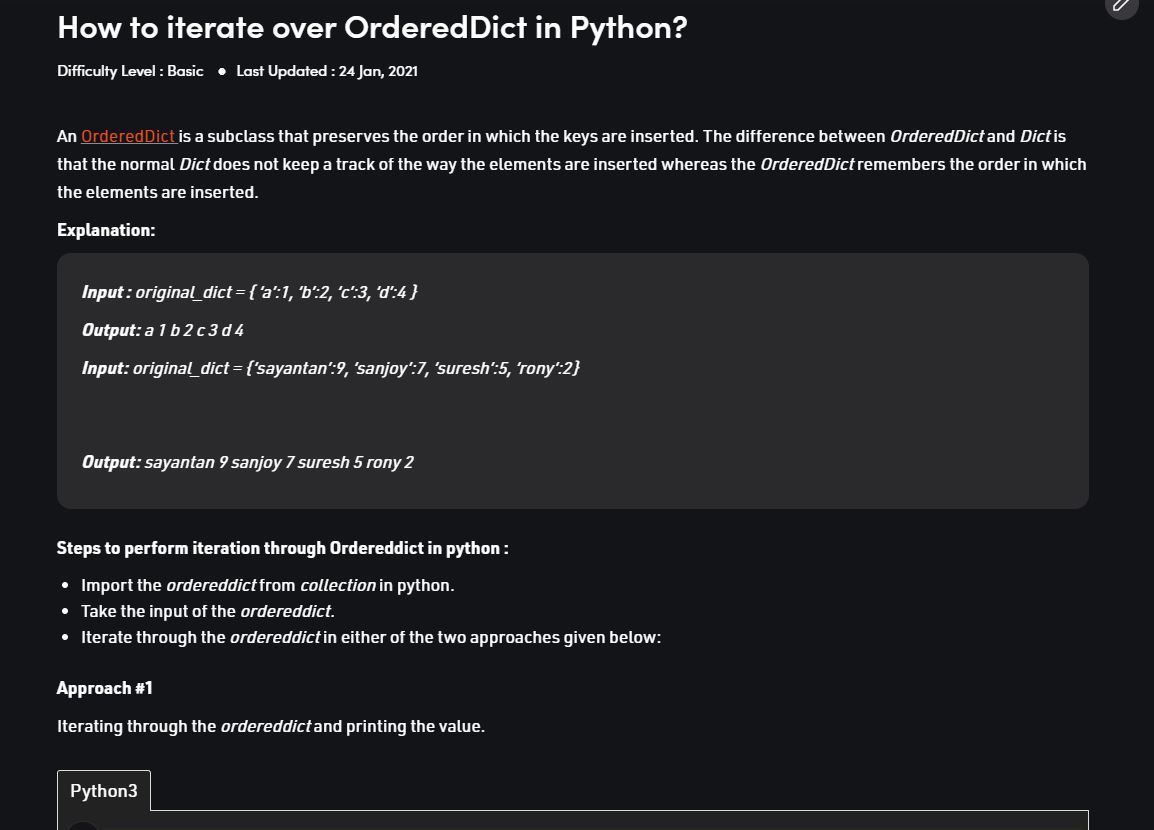 How to iterate over OrderedDict in Python?
Difficulty Level : Basic ● Last Updated : 24 Jan, 2021
An OrderedDict is a subclass that preserves the order in which the keys are inserted. The difference between OrderedDict and Dict is
that the normal Dict does not keep a track of the way the elements are inserted whereas the OrderedDict remembers the order in which
the elements are inserted.
Explanation:
Input : original_dict = { ‘a’:1, ‘b’:2, ‘c’:3, ‘d’:4 }
Output: a 1 b 2 c 3 d 4
Input: original_dict = {‘sayantan’:9, ‘sanjoy’:7, ‘suresh’:5, ‘rony’:2}
Output: sayantan 9 sanjoy 7 suresh 5 rony 2
Steps to perform iteration through Ordereddict in python :
• Import the ordereddict from collection in python.
• Take the input of the ordereddict.
• Iterate through the ordereddict in either of the two approaches given below:
Approach #1
Iterating through the ordereddict and printing the value.
Python3